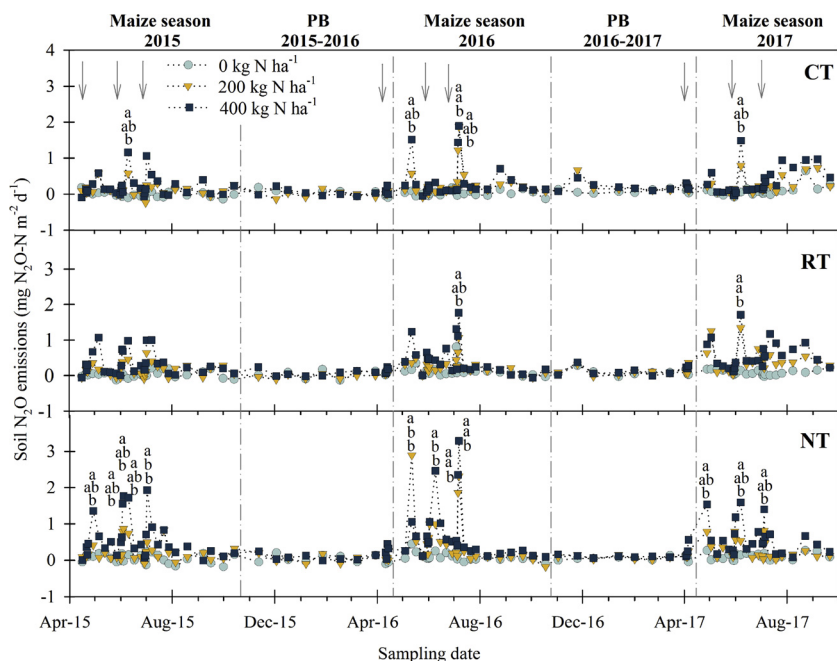 Maize season PB Maize season PB Maize season
2015 2015-2016 2016 2016-2017 2017
4
CT
0 kg N ha⁻¹
200 kg N ha⁻¹
400 kg N ha⁻¹
3
2
1
0
-1
a
ab
b
a
ab
b
a
a
b
a
ab
b
a
ab
b
RT
3
2
1
0
-1
a
ab
b
a
a
b
NT
3
2
1
0
-1
a
ab
b
a
ab
b
a
ab
b
a
ab
b
a
b
b
a
b
b
a
ab
b
a
a
b
a
a
b
a
ab
b
a
ab
b
a
ab
b
Soil N₂O emissions (mg N₂O-N m⁻² d⁻¹)
Apr-15 Aug-15 Dec-15 Apr-16 Aug-16 Dec-16 Apr-17 Aug-17
Sampling date